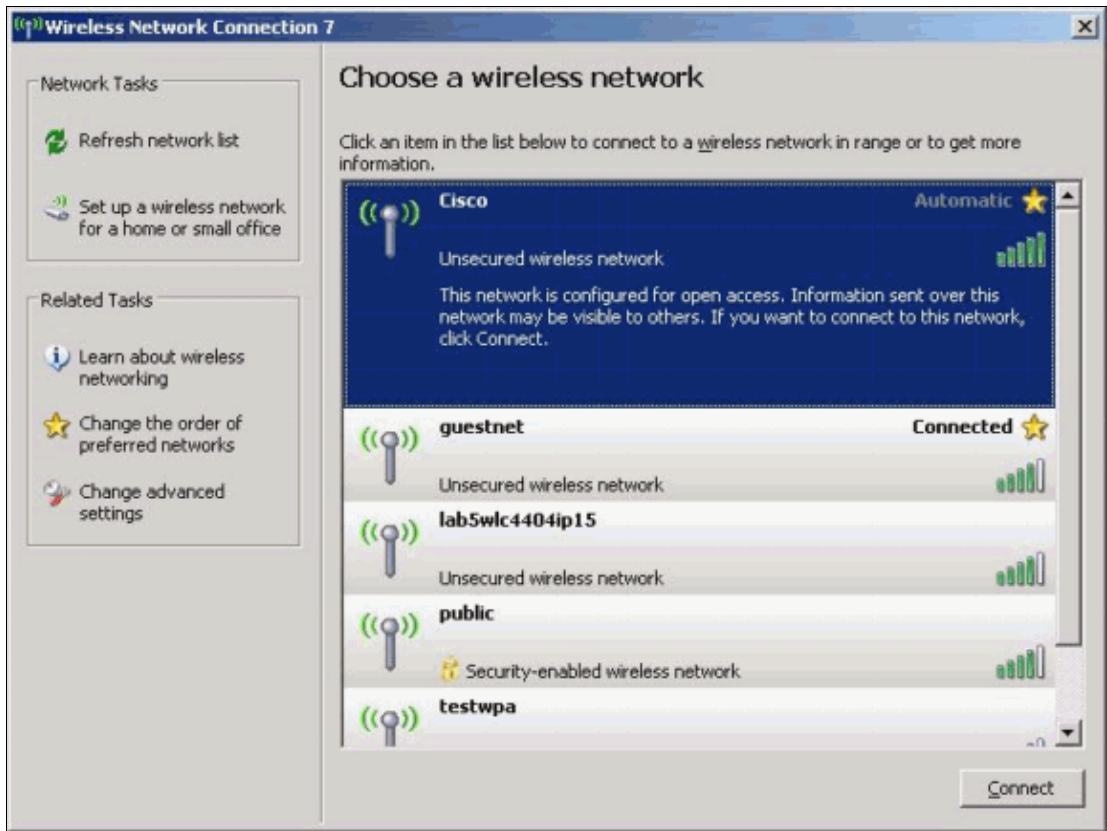 Wireless Network Connection 7
Network Tasks
Refresh network list
Set up a wireless network
for a home or small office
Related Tasks
Learn about wireless
networking
Change the order of
preferred networks
Change advanced
settings
Choose a wireless network
Click an item in the list below to connect to a wireless network in range or to get more
information.
Cisco
Automatic
Unsecured wireless network
This network is configured for open access. Information sent over this
network may be visible to others. If you want to connect to this network,
click Connect.
guestnet
Connected
Unsecured wireless network
lab5wlc4404ip15
Unsecured wireless network
public
Security-enabled wireless network
testwpa
Connect